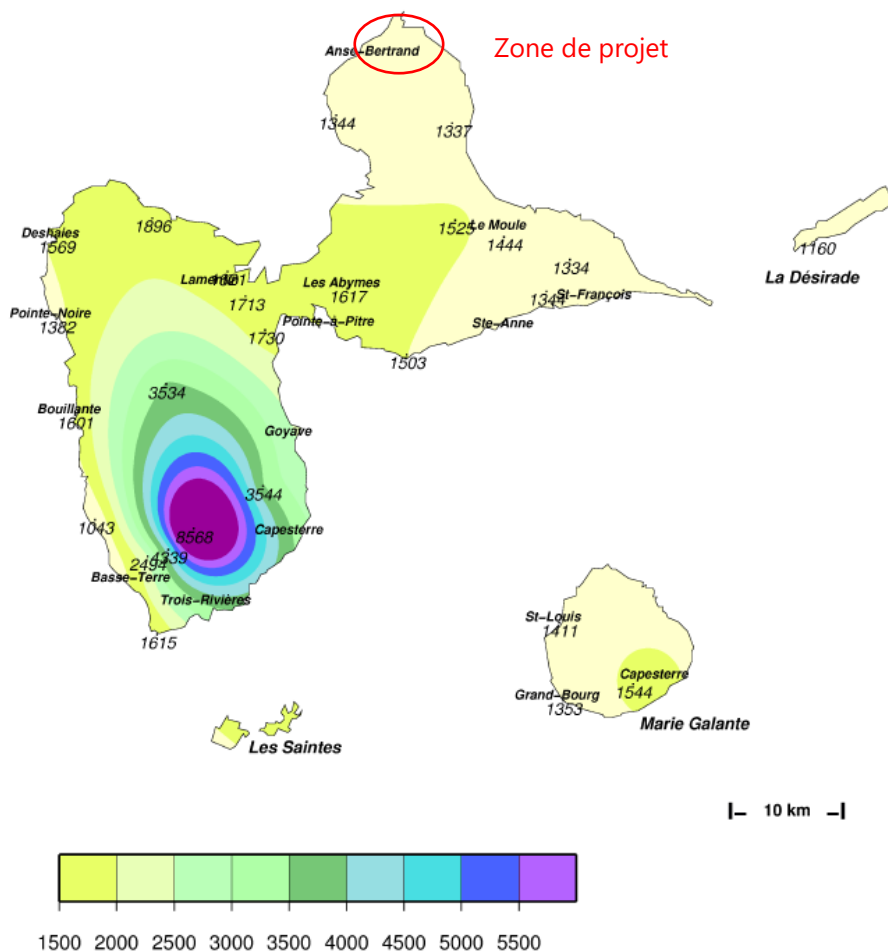 Zone de projet
Anse-Bertrand
1344
1337
1896
1525
Le Moule
Deshaies
1569
1444
1160
1334
La Désirade
Les Abymes
1617
1713
1344
St-François
Pointe-Noire
1382
Pointe-à-Pitre
Ste-Anne
1730
1503
3534
Bouillante
1601
Goyave
3544
1043
8568
Capesterre
4339
2494
Basse-Terre
Trois-Rivières
1615
St-Louis
1411
Capesterre
1544
Grand-Bourg
1353
Marie Galante
Les Saintes
10 km
1500 2000 2500 3000 3500 4000 4500 5000 5500